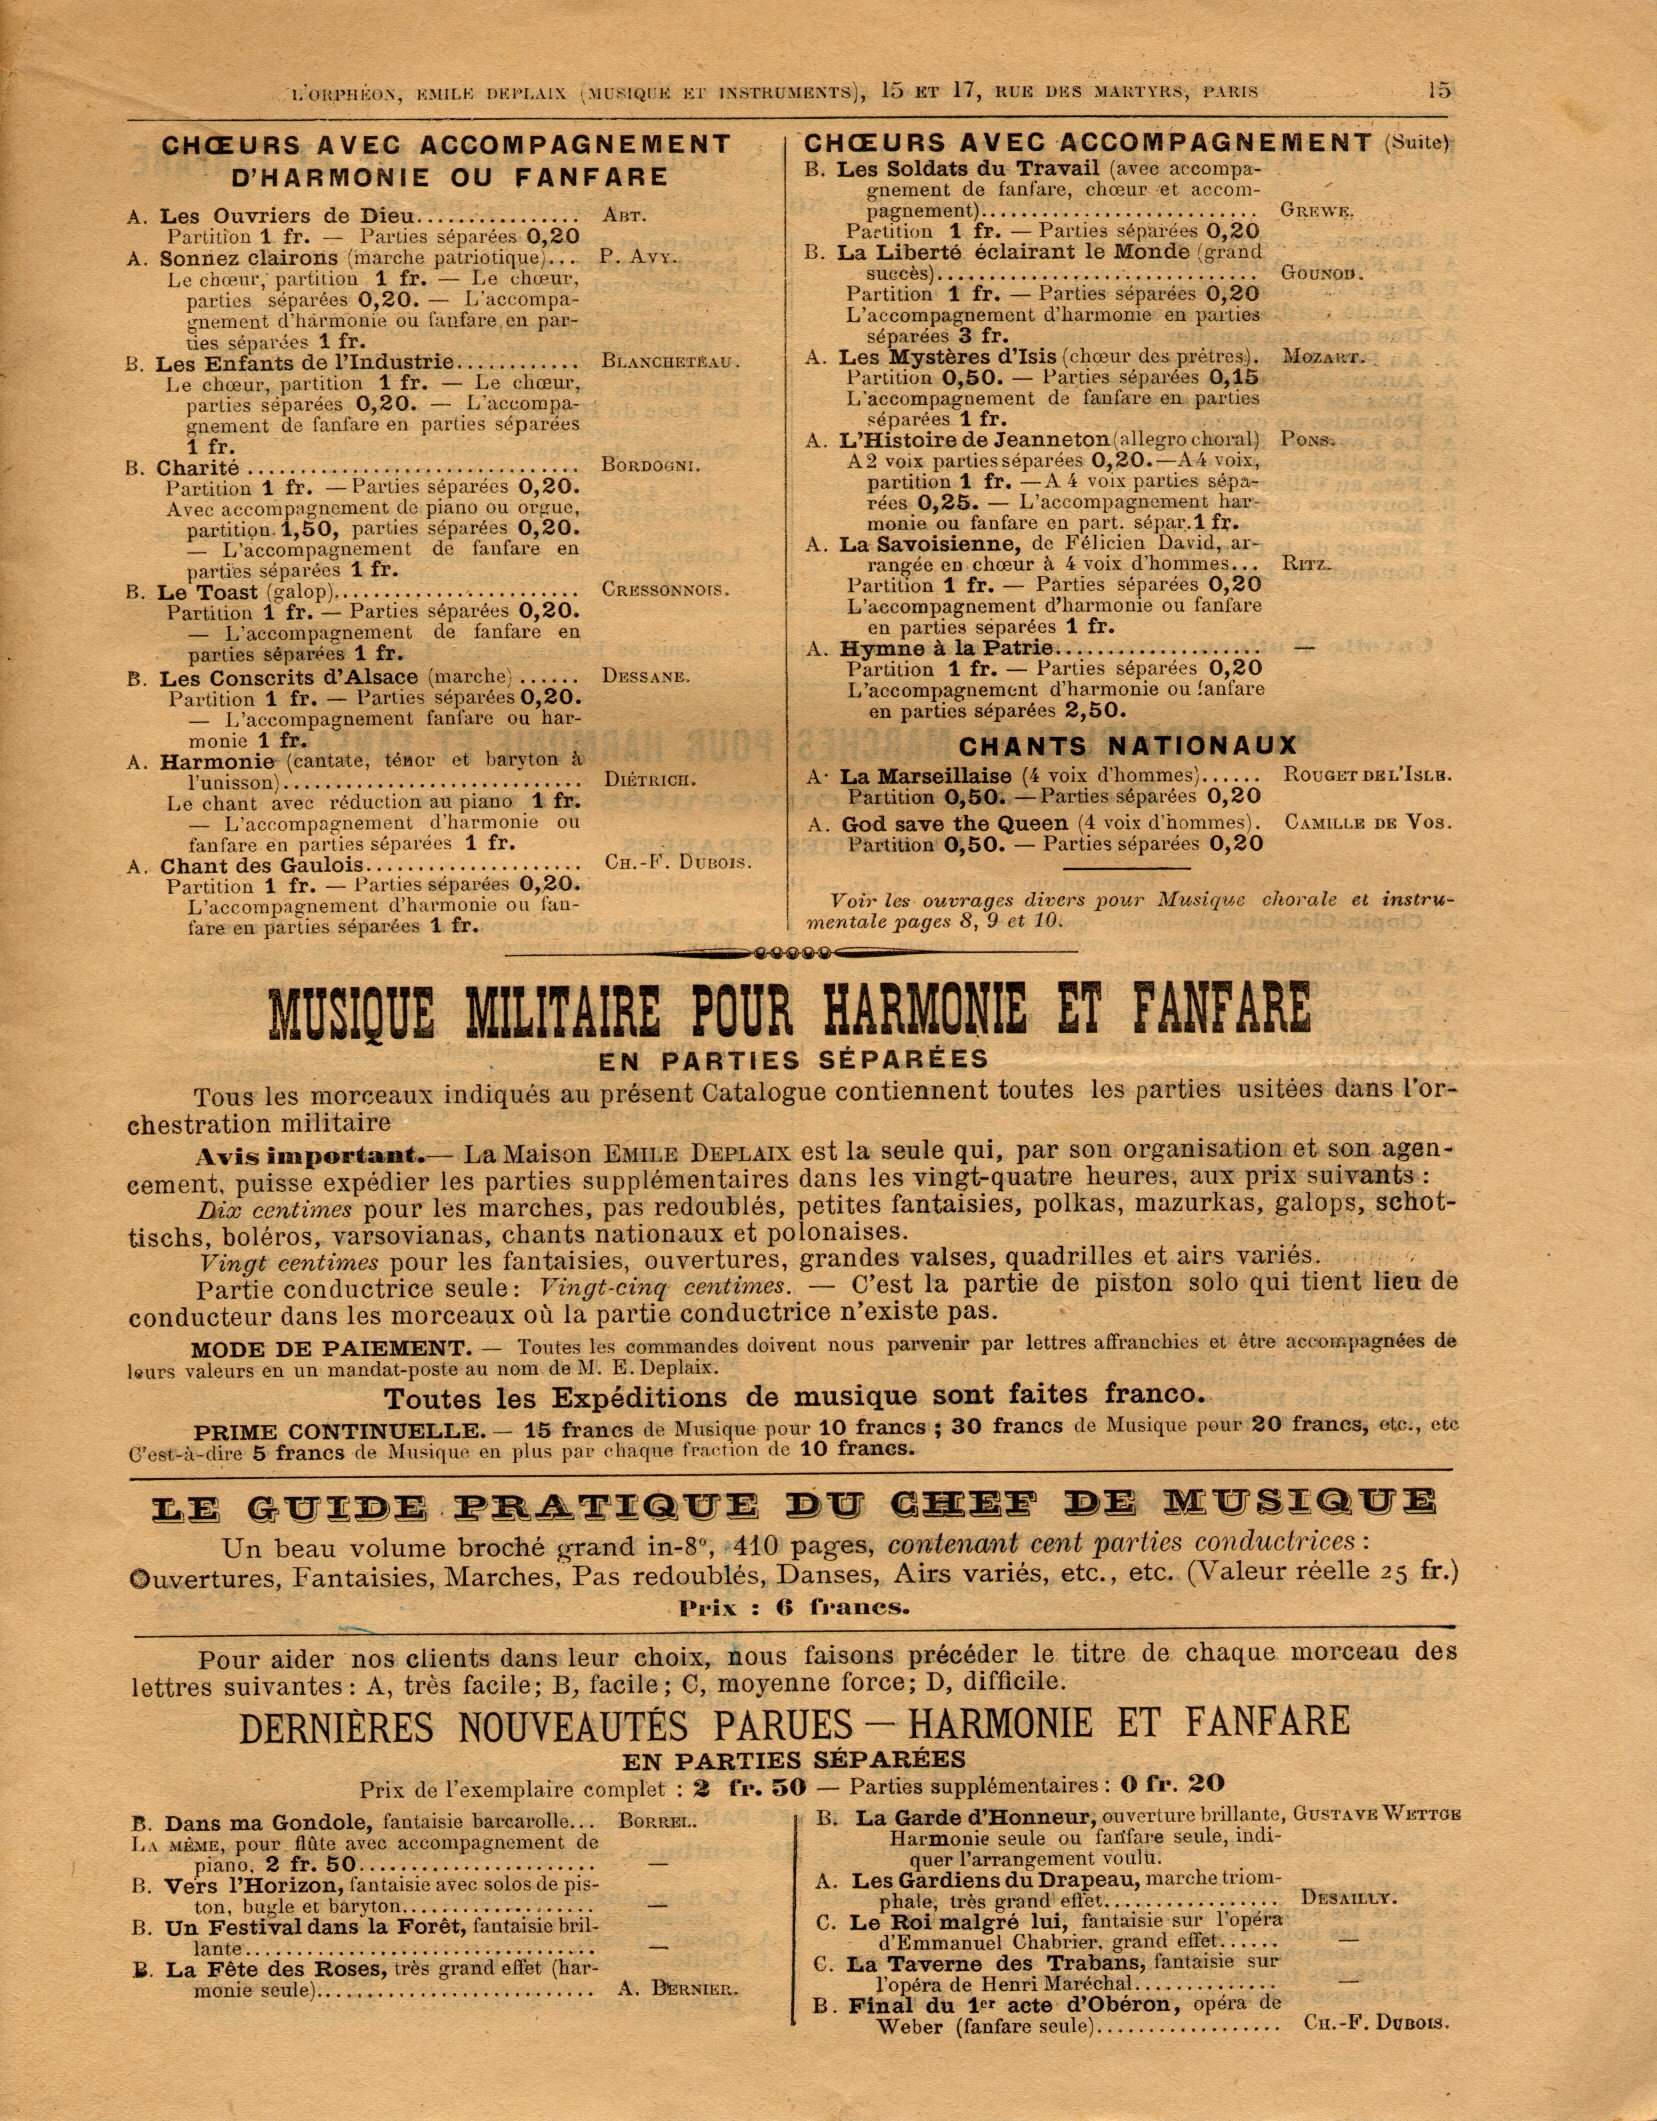 L'ORPHÉON, EMILE DEPLAIX (MUSIQUE ET INSTRUMENTS), 15 ET 17, RUE DES MARTYRS, PARIS 15
CHŒURS AVEC ACCOMPAGNEMENT
D'HARMONIE OU FANFARE
A. Les Ouvriers de Dieu................ ABT.
Partition 1 fr. — Parties séparées 0,20
A. Sonnez clairons (marche patriotique)... P. AVY.
Le chœur, partition 1 fr. — Le chœur,
parties séparées 0,20. — L'accompa-
gnement d'harmonie ou fanfare en par-
ties séparées 1 fr.
B. Les Enfants de l'Industrie............ BLANCHETEAU.
Le chœur, partition 1 fr. — Le chœur,
parties séparées 0,20. — L'accompa-
gnement de fanfare en parties séparées
1 fr.
B. Charité ................................ BORDOGNI.
Partition 1 fr. — Parties séparées 0,20.
Avec accompagnement de piano ou orgue,
partition 1,50, parties séparées 0,20.
— L'accompagnement de fanfare en
parties séparées 1 fr.
B. Le Toast (galop)........................ CRESSONNOIS.
Partition 1 fr. — Parties séparées 0,20.
— L'accompagnement de fanfare en
parties séparées 1 fr.
B. Les Conscrits d'Alsace (marche) ...... DESSANE.
Partition 1 fr. — Parties séparées 0,20.
— L'accompagnement fanfare ou har-
monie 1 fr.
A. Harmonie (cantate, ténor et baryton à
l'unisson)............................. DIÉTRICH.
Le chant avec réduction au piano 1 fr.
— L'accompagnement d'harmonie ou
fanfare en parties séparées 1 fr.
A. Chant des Gaulois..................... CH.-F. DUBOIS.
Partition 1 fr. — Parties séparées 0,20.
L'accompagnement d'harmonie ou fan-
fare en parties séparées 1 fr.
CHŒURS AVEC ACCOMPAGNEMENT (Suite)
B. Les Soldats du Travail (avec accompa-
gnement de fanfare, chœur et accom-
pagnement)............................ GREWE.
Partition 1 fr. — Parties séparées 0,20
B. La Liberté éclairant le Monde (grand
succès)................................ GOUNOD.
Partition 1 fr. — Parties séparées 0,20
L'accompagnement d'harmonie en parties
séparées 3 fr.
A. Les Mystères d'Isis (chœur des prêtres). MOZART.
Partition 0,50. — Parties séparées 0,15
L'accompagnement de fanfare en parties
séparées 1 fr.
A. L'Histoire de Jeanneton (allegro choral) PONS.
A 2 voix parties séparées 0,20. — A 4 voix,
partition 1 fr. — A 4 voix parties sépa-
rées 0,25. — L'accompagnement har-
monie ou fanfare en part. sépar. 1 fr.
A. La Savoisienne, de Félicien David, ar-
rangée en chœur à 4 voix d'hommes... RITZ.
Partition 1 fr. — Parties séparées 0,20
L'accompagnement d'harmonie ou fanfare
en parties séparées 1 fr.
A. Hymne à la Patrie.................... —
Partition 1 fr. — Parties séparées 0,20
L'accompagnement d'harmonie ou fanfare
en parties séparées 2,50.
CHANTS NATIONAUX
A. La Marseillaise (4 voix d'hommes)...... ROUGET DE L'ISLE.
Partition 0,50. — Parties séparées 0,20
A. God save the Queen (4 voix d'hommes). CAMILLE DE VOS.
Partition 0,50. — Parties séparées 0,20
Voir les ouvrages divers pour Musique chorale et instru-
mentale pages 8, 9 et 10.
MUSIQUE MILITAIRE POUR HARMONIE ET FANFARE
EN PARTIES SÉPARÉES
Tous les morceaux indiqués au présent Catalogue contiennent toutes les parties usitées dans l'or-
chestration militaire
Avis important. — La Maison EMILE DEPLAIX est la seule qui, par son organisation et son agen-
cement, puisse expédier les parties supplémentaires dans les vingt-quatre heures, aux prix suivants :
Dix centimes pour les marches, pas redoublés, petites fantaisies, polkas, mazurkas, galops, schot-
tischs, boléros, varsovianas, chants nationaux et polonaises.
Vingt centimes pour les fantaisies, ouvertures, grandes valses, quadrilles et airs variés.
Partie conductrice seule : Vingt-cinq centimes. — C'est la partie de piston solo qui tient lieu de
conducteur dans les morceaux où la partie conductrice n'existe pas.
MODE DE PAIEMENT. — Toutes les commandes doivent nous parvenir par lettres affranchies et être accompagnées de
leurs valeurs en un mandat-poste au nom de M. E. Deplaix.
Toutes les Expéditions de musique sont faites franco.
PRIME CONTINUELLE. — 15 francs de Musique pour 10 francs ; 30 francs de Musique pour 20 francs, etc., etc
C'est-à-dire 5 francs de Musique en plus par chaque fraction de 10 francs.
LE GUIDE PRATIQUE DU CHEF DE MUSIQUE
Un beau volume broché grand in-8°, 410 pages, contenant cent parties conductrices :
Ouvertures, Fantaisies, Marches, Pas redoublés, Danses, Airs variés, etc., etc. (Valeur réelle 25 fr.)
Prix : 6 francs.
Pour aider nos clients dans leur choix, nous faisons précéder le titre de chaque morceau des
lettres suivantes : A, très facile; B, facile; C, moyenne force; D, difficile.
DERNIÈRES NOUVEAUTÉS PARUES — HARMONIE ET FANFARE
EN PARTIES SÉPARÉES
Prix de l'exemplaire complet : 2 fr. 50 — Parties supplémentaires : 0 fr. 20
B. Dans ma Gondole, fantaisie barcarolle... BORREL.
LA MÊME, pour flûte avec accompagnement de
piano, 2 fr. 50....................... —
B. Vers l'Horizon, fantaisie avec solos de pis-
ton, bugle et baryton................... —
B. Un Festival dans la Forêt, fantaisie bril-
lante.................................. —
B. La Fête des Roses, très grand effet (har-
monie seule)........................... A. BERNIER.
B. La Garde d'Honneur, ouverture brillante, GUSTAVE WETTGE
Harmonie seule ou fanfare seule, indi-
quer l'arrangement voulu.
A. Les Gardiens du Drapeau, marche triom-
phale, très grand effet................. DESAILLY.
C. Le Roi malgré lui, fantaisie sur l'opéra
d'Emmanuel Chabrier, grand effet...... —
C. La Taverne des Trabans, fantaisie sur
l'opéra de Henri Maréchal.............. —
B. Final du 1er acte d'Obéron, opéra de
Weber (fanfare seule).................. CH.-F. DUBOIS.